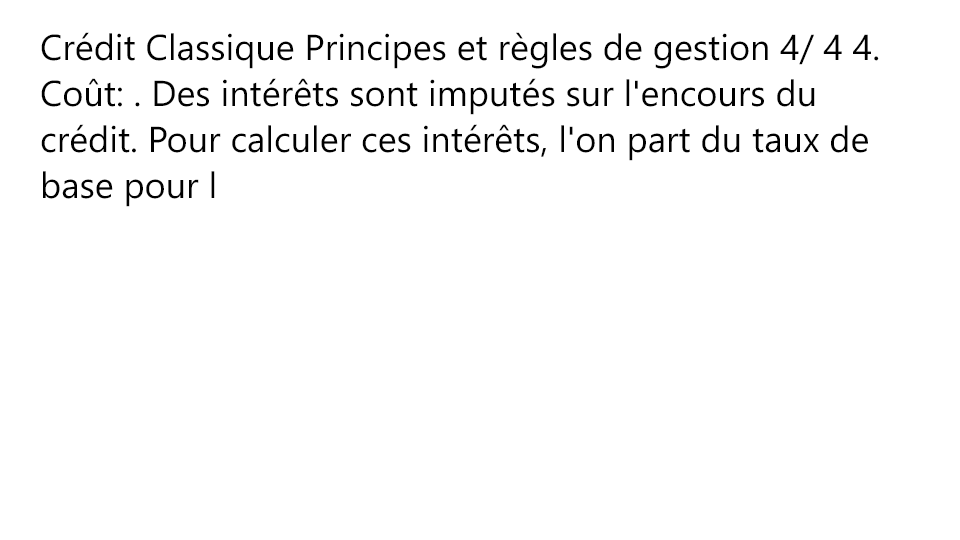 Crédit Classique Principes et règles de gestion 4/ 4 4.
Coût: . Des intérêts sont imputés sur l'encours du
crédit. Pour calculer ces intérêts, l'on part du taux de
base pour l